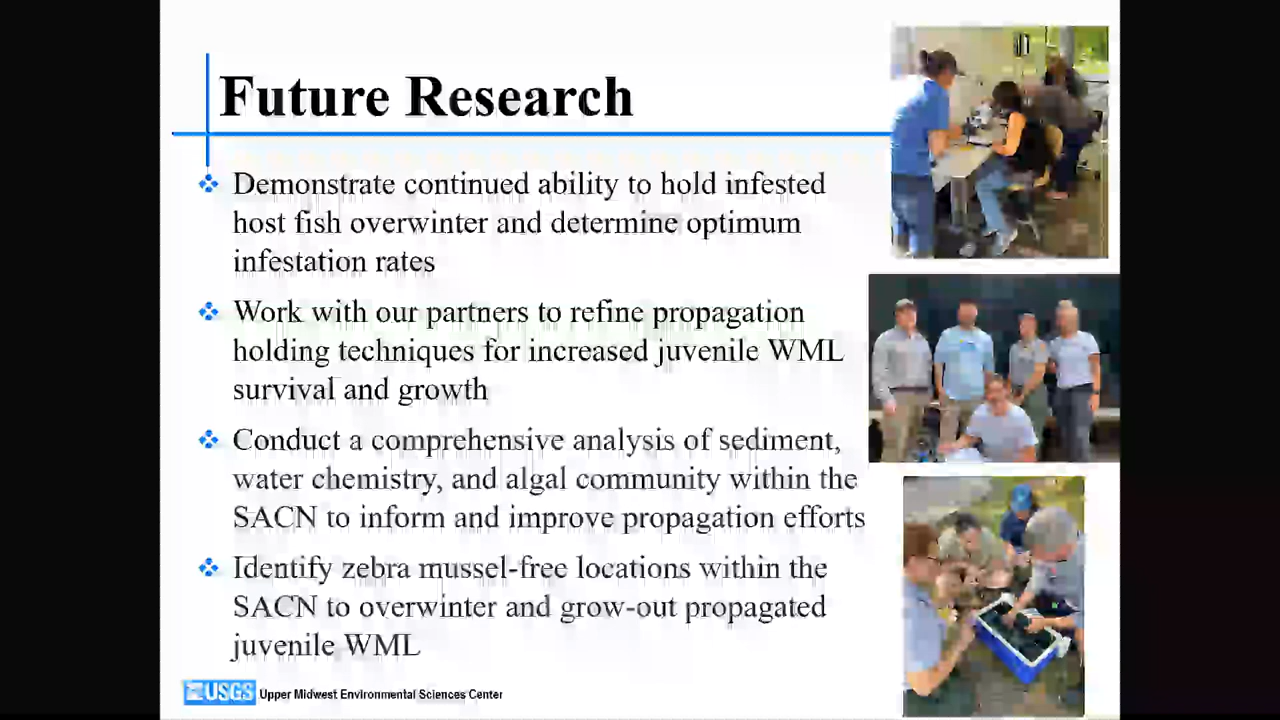 Future Research
Demonstrate continued ability to hold infested
host fish overwinter and determine optimum
infestation rates
Work with our partners to refine propagation
holding techniques for increased juvenile WML
survival and growth
Conduct a comprehensive analysis of sediment,
water chemistry, and algal community within the
SACN to inform and improve propagation efforts
Identify zebra mussel-free locations within the
SACN to overwinter and grow-out propagated
juvenile WML
USGS Upper Midwest Environmental Sciences Center